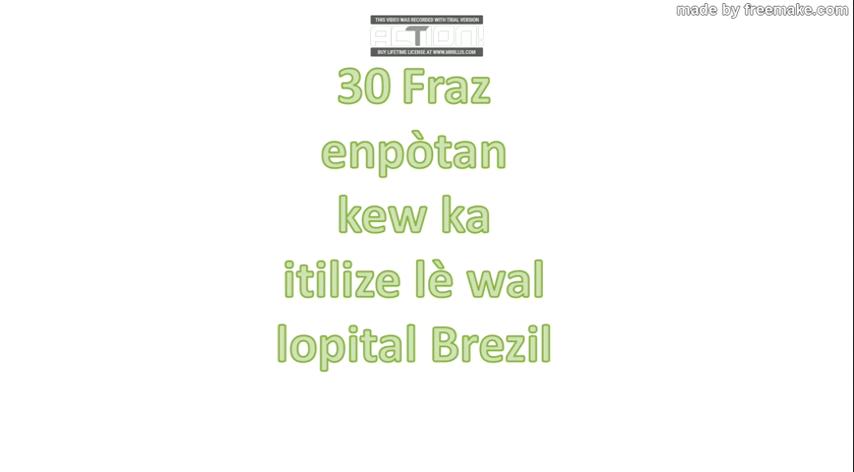 made by freemake.com
THIS VIDEO WAS RECORDED WITH TRIAL VERSION
ACTION!
BUY LIFETIME LICENSE AT WWW.MIRILLIS.COM
30 Fraz
enpòtan
kew ka
itilize lè wal
lopital Brezil